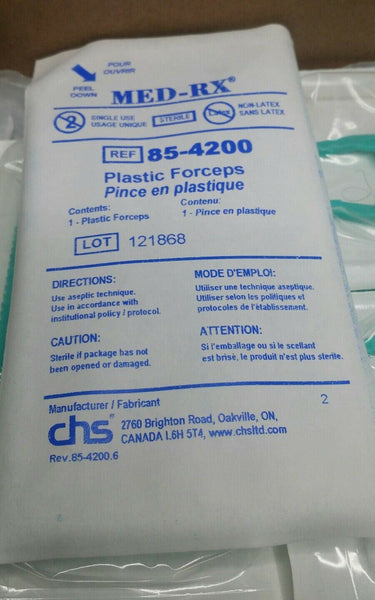 POUR
OUVRIR
PEEL
DOWN
MED-RX®
2 SINGLE USE
USAGE UNIQUE
STERILE
Latex NON-LATEX
SANS LATEX
REF 85-4200
Plastic Forceps
Pince en plastique
Contents:
1 - Plastic Forceps
Contenu:
1 - Pince en plastique
LOT 121868
DIRECTIONS:
Use aseptic technique.
Use in accordance with
institutional policy / protocol.
MODE D'EMPLOI:
Utiliser une technique aseptique.
Utiliser selon les politiques et
protocoles de l'établissement.
CAUTION:
Sterile if package has not
been opened or damaged.
ATTENTION:
Si l'emballage ou si le scellant
est brisé, le produit n'est plus sterile.
Manufacturer / Fabricant
2
chs®
2760 Brighton Road, Oakville, ON,
CANADA L6H 5T4, www.chsltd.com
Rev.85-4200.6